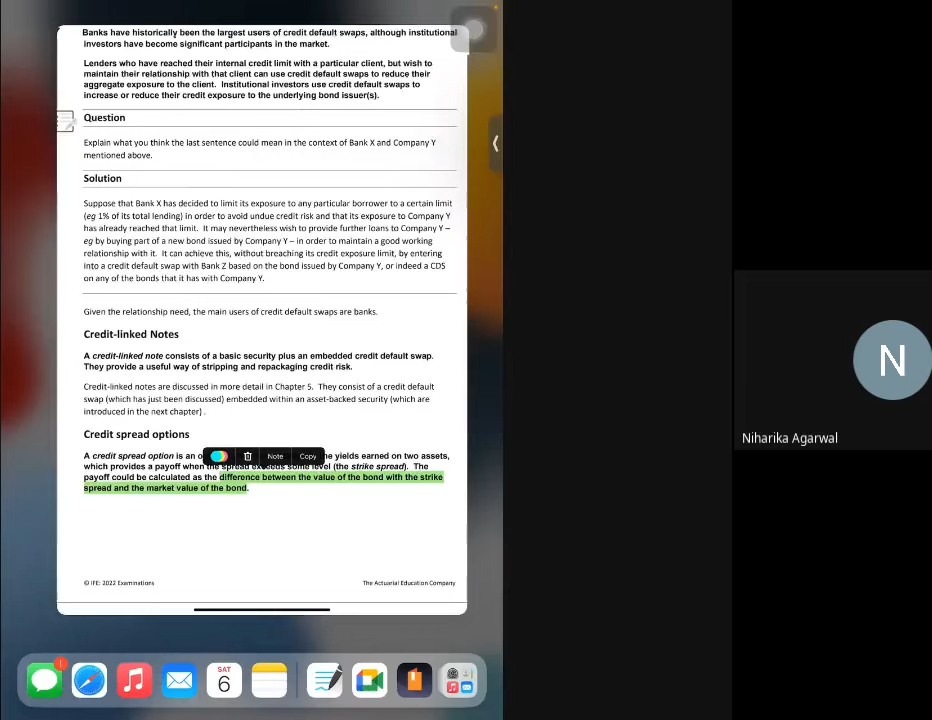 Banks have historically been the largest users of credit default swaps, although institutional
investors have become significant participants in the market.
Lenders who have reached their internal credit limit with a particular client, but wish to
maintain their relationship with that client can use credit default swaps to reduce their
aggregate exposure to the client. Institutional investors use credit default swaps to
increase or reduce their credit exposure to the underlying bond issuer(s).
Question
Explain what you think the last sentence could mean in the context of Bank X and Company Y
mentioned above.
Solution
Suppose that Bank X has decided to limit its exposure to any particular borrower to a certain limit
(eg 1% of its total lending) in order to avoid undue credit risk and that its exposure to Company Y
has already reached that limit. It may nevertheless wish to provide further loans to Company Y –
eg by buying part of a new bond issued by Company Y – in order to maintain a good working
relationship with it. It can achieve this, without breaching its credit exposure limit, by entering
into a credit default swap with Bank Z based on the bond issued by Company Y, or indeed a CDS
on any of the bonds that it has with Company Y.
Given the relationship need, the main users of credit default swaps are banks.
Credit-linked Notes
A credit-linked note consists of a basic security plus an embedded credit default swap.
They provide a useful way of stripping and repackaging credit risk.
Credit-linked notes are discussed in more detail in Chapter 5. They consist of a credit default
swap (which has just been discussed) embedded within an asset-backed security (which are
introduced in the next chapter) .
Credit spread options
Note Copy
A credit spread option is an yields earned on two assets,
which provides a payoff when the spread exceeds some level (the strike spread). The
payoff could be calculated as the difference between the value of the bond with the strike
spread and the market value of the bond.
© IFE: 2022 Examinations The Actuarial Education Company
N
Niharika Agarwal
!
SAT
6